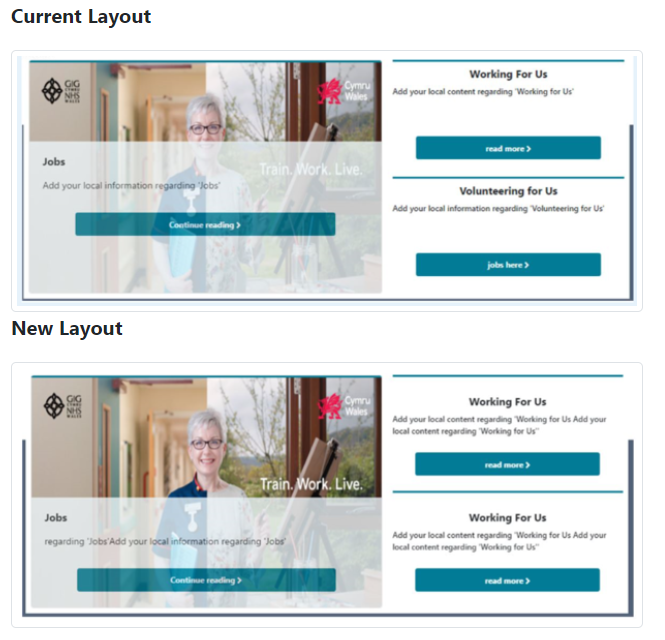 Current Layout
GIG
CYMRU
NHS
WALES
Cymru
Wales
Train. Work. Live.
Jobs
Add your local information regarding 'Jobs'
Continue reading >
Working For Us
Add your local content regarding 'Working for Us'
read more >
Volunteering for Us
Add your local information regarding 'Volunteering for Us'
jobs here >
New Layout
GIG
CYMRU
NHS
WALES
Cymru
Wales
Train. Work. Live.
Jobs
regarding 'Jobs'Add your local information regarding 'Jobs'
Continue reading >
Working For Us
Add your local content regarding 'Working for Us Add your
local content regarding 'Working for Us''
read more >
Working For Us
Add your local content regarding 'Working for Us Add your
local content regarding 'Working for Us''
read more >